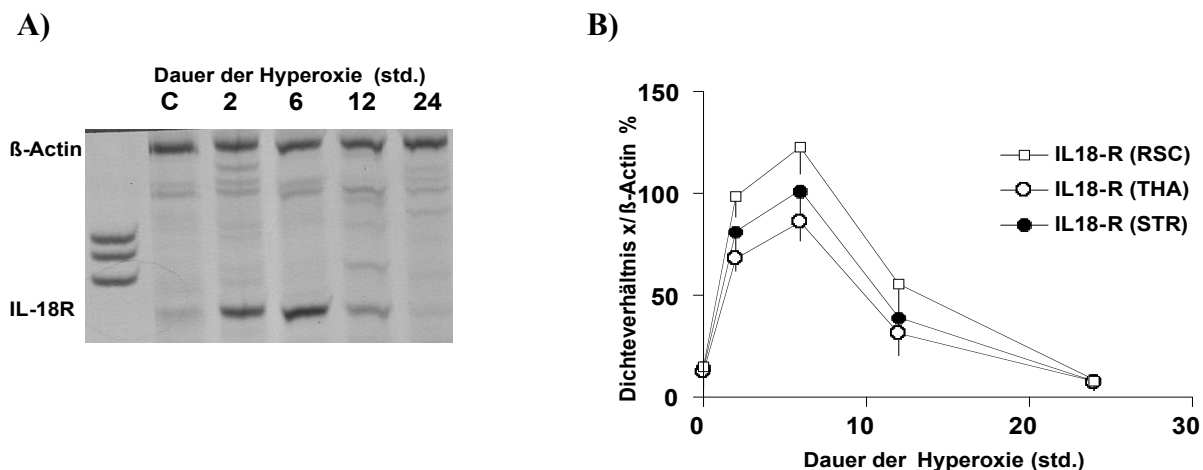 A)
Dauer der Hyperoxie (std.)
C 2 6 12 24
ß-Actin
IL-18R
B)
Dichteverhältnis x/ß-Actin %
150
100
50
0
0 10 20 30
Dauer der Hyperoxie (std.)
IL18-R (RSC)
IL18-R (THA)
IL18-R (STR)